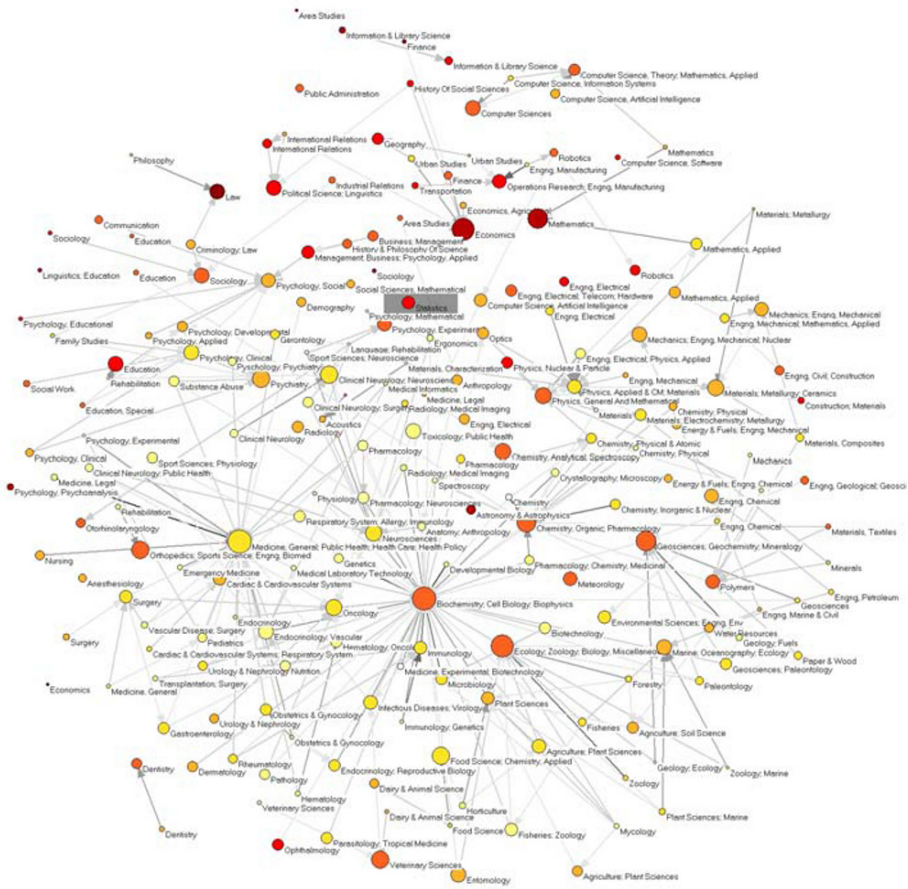 Area Studies
Information & Library Science
Finance
Information & Library Science
Computer Science, Theory; Mathematics, Applied
Computer Science; Information Systems
History Of Social Sciences
Public Administration
Computer Science, Artificial Intelligence
Computer Sciences
International Relations
International Relations
Geography
Mathematics
Philosophy
Urban Studies
Urban Studies
Robotics
Computer Science, Software
Engng, Manufacturing
Industrial Relations
Finance
Political Science; Linguistics
Transportation
Operations Research; Engng, Manufacturing
Law
Economics, Agricultural
Materials; Metallurgy
Communication
Area Studies
Mathematics
Economics
Sociology
Education
Business; Management
Criminology; Law
History & Philosophy Of Science
Mathematics, Applied
Management; Business; Psychology, Applied
Linguistics; Education
Education
Sociology
Sociology
Robotics
Psychology, Social
Social Sciences, Mathematical
Engng, Electrical
Engng, Electrical; Telecom; Hardware
Mathematics, Applied
Demography
Statistics
Computer Science, Artificial Intelligence
Engng, Electrical
Mechanics; Engng, Mechanical
Psychology, Mathematical
Psychology, Educational
Engng, Mechanical; Mathematics, Applied
Psychology, Developmental
Psychology, Experimental
Family Studies
Psychology, Applied
Gerontology
Ergonomics
Optics
Mechanics; Engng, Mechanical; Nuclear
Language; Rehabilitation
Sport Sciences; Neuroscience
Psychology, Clinical
Engng, Electrical; Physics, Applied
Education
Psychology; Psychiatry
Materials, Characterization
Physics, Nuclear & Particle
Engng, Civil; Construction
Rehabilitation
Substance Abuse
Psychiatry
Clinical Neurology; Neuroscience
Medical Informatics
Anthropology
Engng, Mechanical
Social Work
Physics, Applied & CM, Materials
Materials; Metallurgy; Ceramics
Medicine, Legal
Physics, General And Mathematical
Education, Special
Clinical Neurology; Surgery
Radiology; Medical Imaging
Chemistry; Physical
Construction; Materials
Materials
Materials; Electrochemistry; Metallurgy
Acoustics
Engng, Electrical
Energy & Fuels; Engng, Mechanical
Psychology, Experimental
Clinical Neurology
Radiology
Toxicology; Public Health
Chemistry, Physical & Atomic
Materials, Composites
Psychology, Clinical
Pharmacology
Chemistry, Analytical; Spectroscopy
Sport Sciences; Physiology
Pharmacology
Mechanics
Clinical Neurology; Public Health
Radiology; Medical Imaging
Crystallography; Microscopy
Medicine, Legal
Spectroscopy
Energy & Fuels; Engng, Chemical
Psychology, Psychoanalysis
Physiology
Chemistry
Engng, Chemical
Rehabilitation
Pharmacology; Neurosciences
Astronomy & Astrophysics
Chemistry, Inorganic & Nuclear
Otorhinolaryngology
Respiratory System; Allergy; Immunology
Chemistry, Organic; Pharmacology
Engng, Chemical
Materials, Textiles
Anatomy; Anthropology
Neurosciences
Medicine, General; Public Health; Health Care; Health Policy
Geosciences; Geochemistry; Mineralogy
Nursing
Orthopedics; Sports Science; Engng, Biomed
Genetics
Developmental Biology
Pharmacology; Chemistry, Medicinal
Minerals
Emergency Medicine
Medical Laboratory Technology
Anesthesiology
Cardiac & Cardiovascular Systems
Meteorology
Polymers
Surgery
Engng, Petroleum
Oncology
Biochemistry; Cell Biology; Biophysics
Geosciences
Engng, Marine & Civil
Endocrinology
Environmental Sciences; Engng, Env
Vascular Disease; Surgery
Endocrinology; Vascular
Biotechnology
Water Resources
Surgery
Pediatrics
Hematology; Oncology
Geology; Fuels
Cardiac & Cardiovascular Systems; Respiratory System
Immunology
Ecology; Zoology; Biology, Miscellaneous
Marine; Oceanography; Ecology
Paper & Wood
Urology & Nephrology
Nutrition
Medicine, Experimental; Biotechnology
Geosciences; Paleontology
Economics
Medicine; General
Transplantation; Surgery
Microbiology
Forestry
Paleontology
Infectious Diseases; Virology
Plant Sciences
Obstetrics & Gynocology
Urology & Nephrology
Immunology; Genetics
Fisheries
Agriculture; Soil Science
Gastroenterology
Obstetrics & Gynocology
Agriculture; Plant Sciences
Rheumatology
Food Science; Chemistry, Applied
Dentistry
Dermatology
Pathology
Endocrinology; Reproductive Biology
Geology; Ecology
Zoology; Marine
Zoology
Dairy & Animal Science
Hematology
Veterinary Sciences
Horticulture
Dairy & Animal Science
Plant Sciences; Marine
Dentistry
Food Science
Fisheries; Zoology
Mycology
Ophthalmology
Parasitology; Tropical Medicine
Veterinary Sciences
Entomology
Agriculture; Plant Sciences